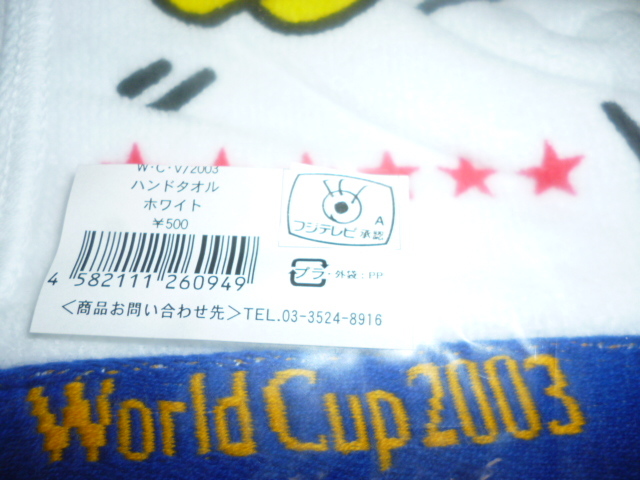 W・C・V/2003
ハンドタオル
ホワイト
¥500
4 582111 260949
A
フジテレビ 承認
プラ ・外袋:PP
<商品お問い合わせ先>TEL.03-3524-8916
World Cup 2003